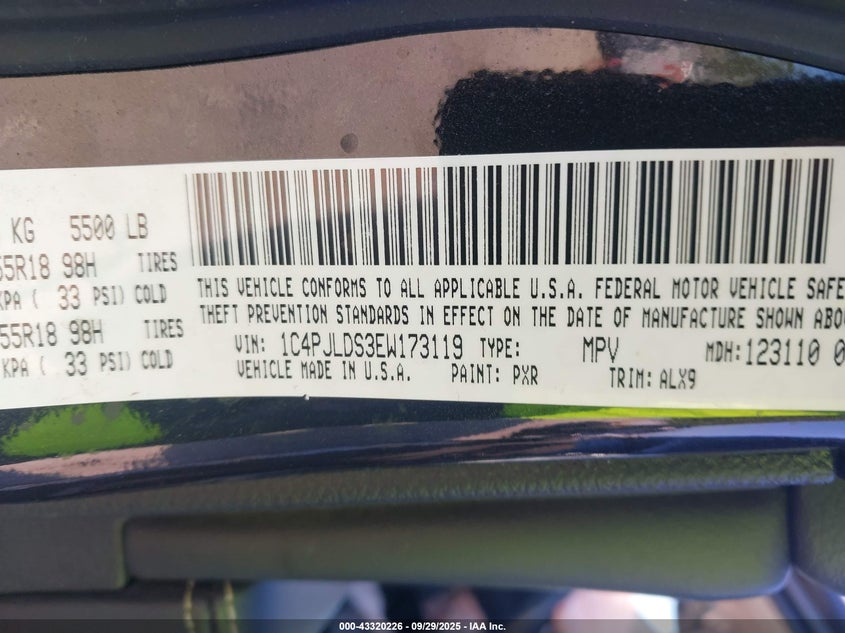 KG 5500 LB
55R18 98H TIRES
KPA ( 33 PSI) COLD
55R18 98H TIRES
KPA ( 33 PSI) COLD
THIS VEHICLE CONFORMS TO ALL APPLICABLE U.S.A. FEDERAL MOTOR VEHICLE SAFE
THEFT PREVENTION STANDARDS IN EFFECT ON THE DATE OF MANUFACTURE SHOWN ABO
VIN: 1C4PJLDS3EW173119 TYPE: MPV MDH: 123110 0
VEHICLE MADE IN U.S.A. PAINT: PXR TRIM: ALX9
000-43320226 - 09/29/2025 - IAA Inc.